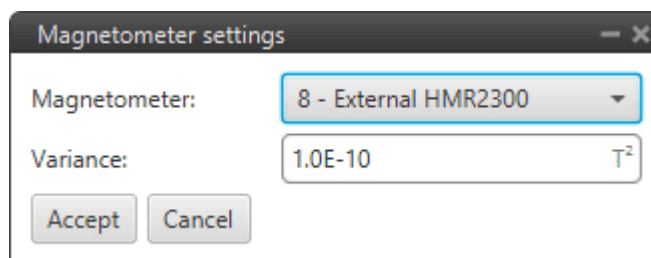 Magnetometer settings
Magnetometer: 8 - External HMR2300
Variance: 1.0E-10 T²
Accept Cancel